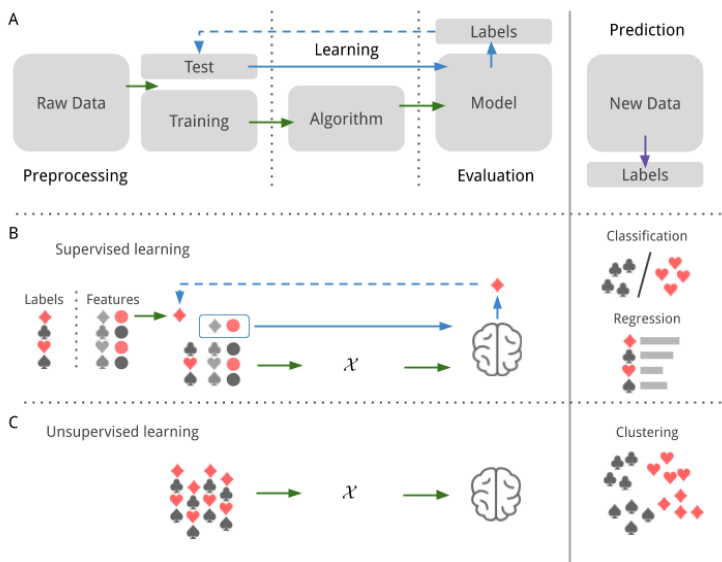 A
Labels
Prediction
Learning
Test
Raw Data
Training
Algorithm
Model
New Data
Labels
Preprocessing
Evaluation
B
Supervised learning
Classification
Labels
Features
Regression
𝒳
C
Unsupervised learning
Clustering
𝒳